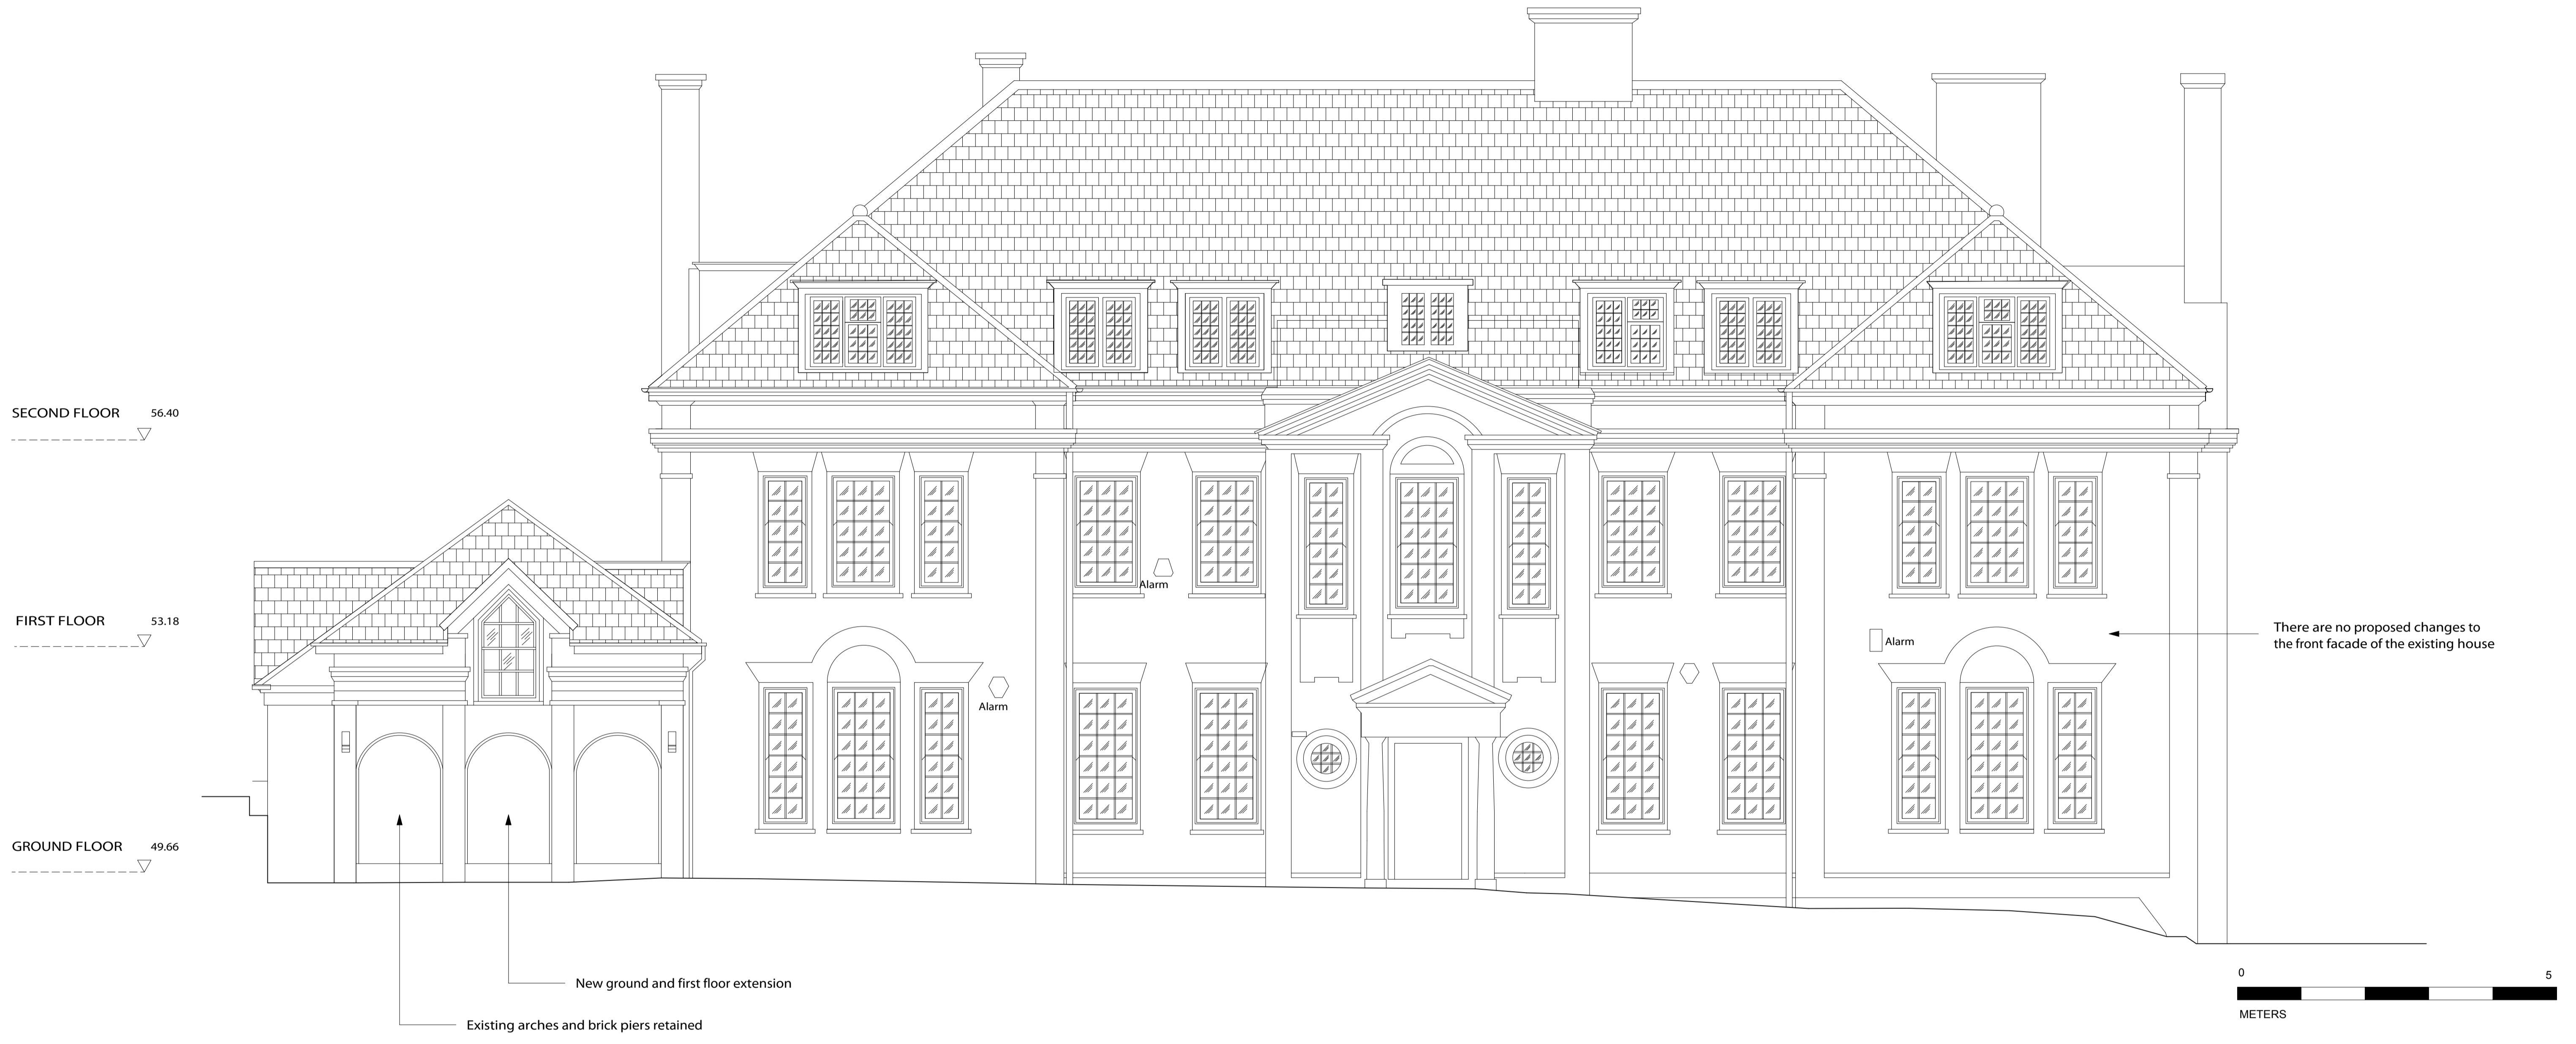 SECOND FLOOR 56.40
Alarm
FIRST FLOOR 53.18
There are no proposed changes to
the front facade of the existing house
Alarm
Alarm
GROUND FLOOR 49.66
New ground and first floor extension
Existing arches and brick piers retained
0 5
METERS